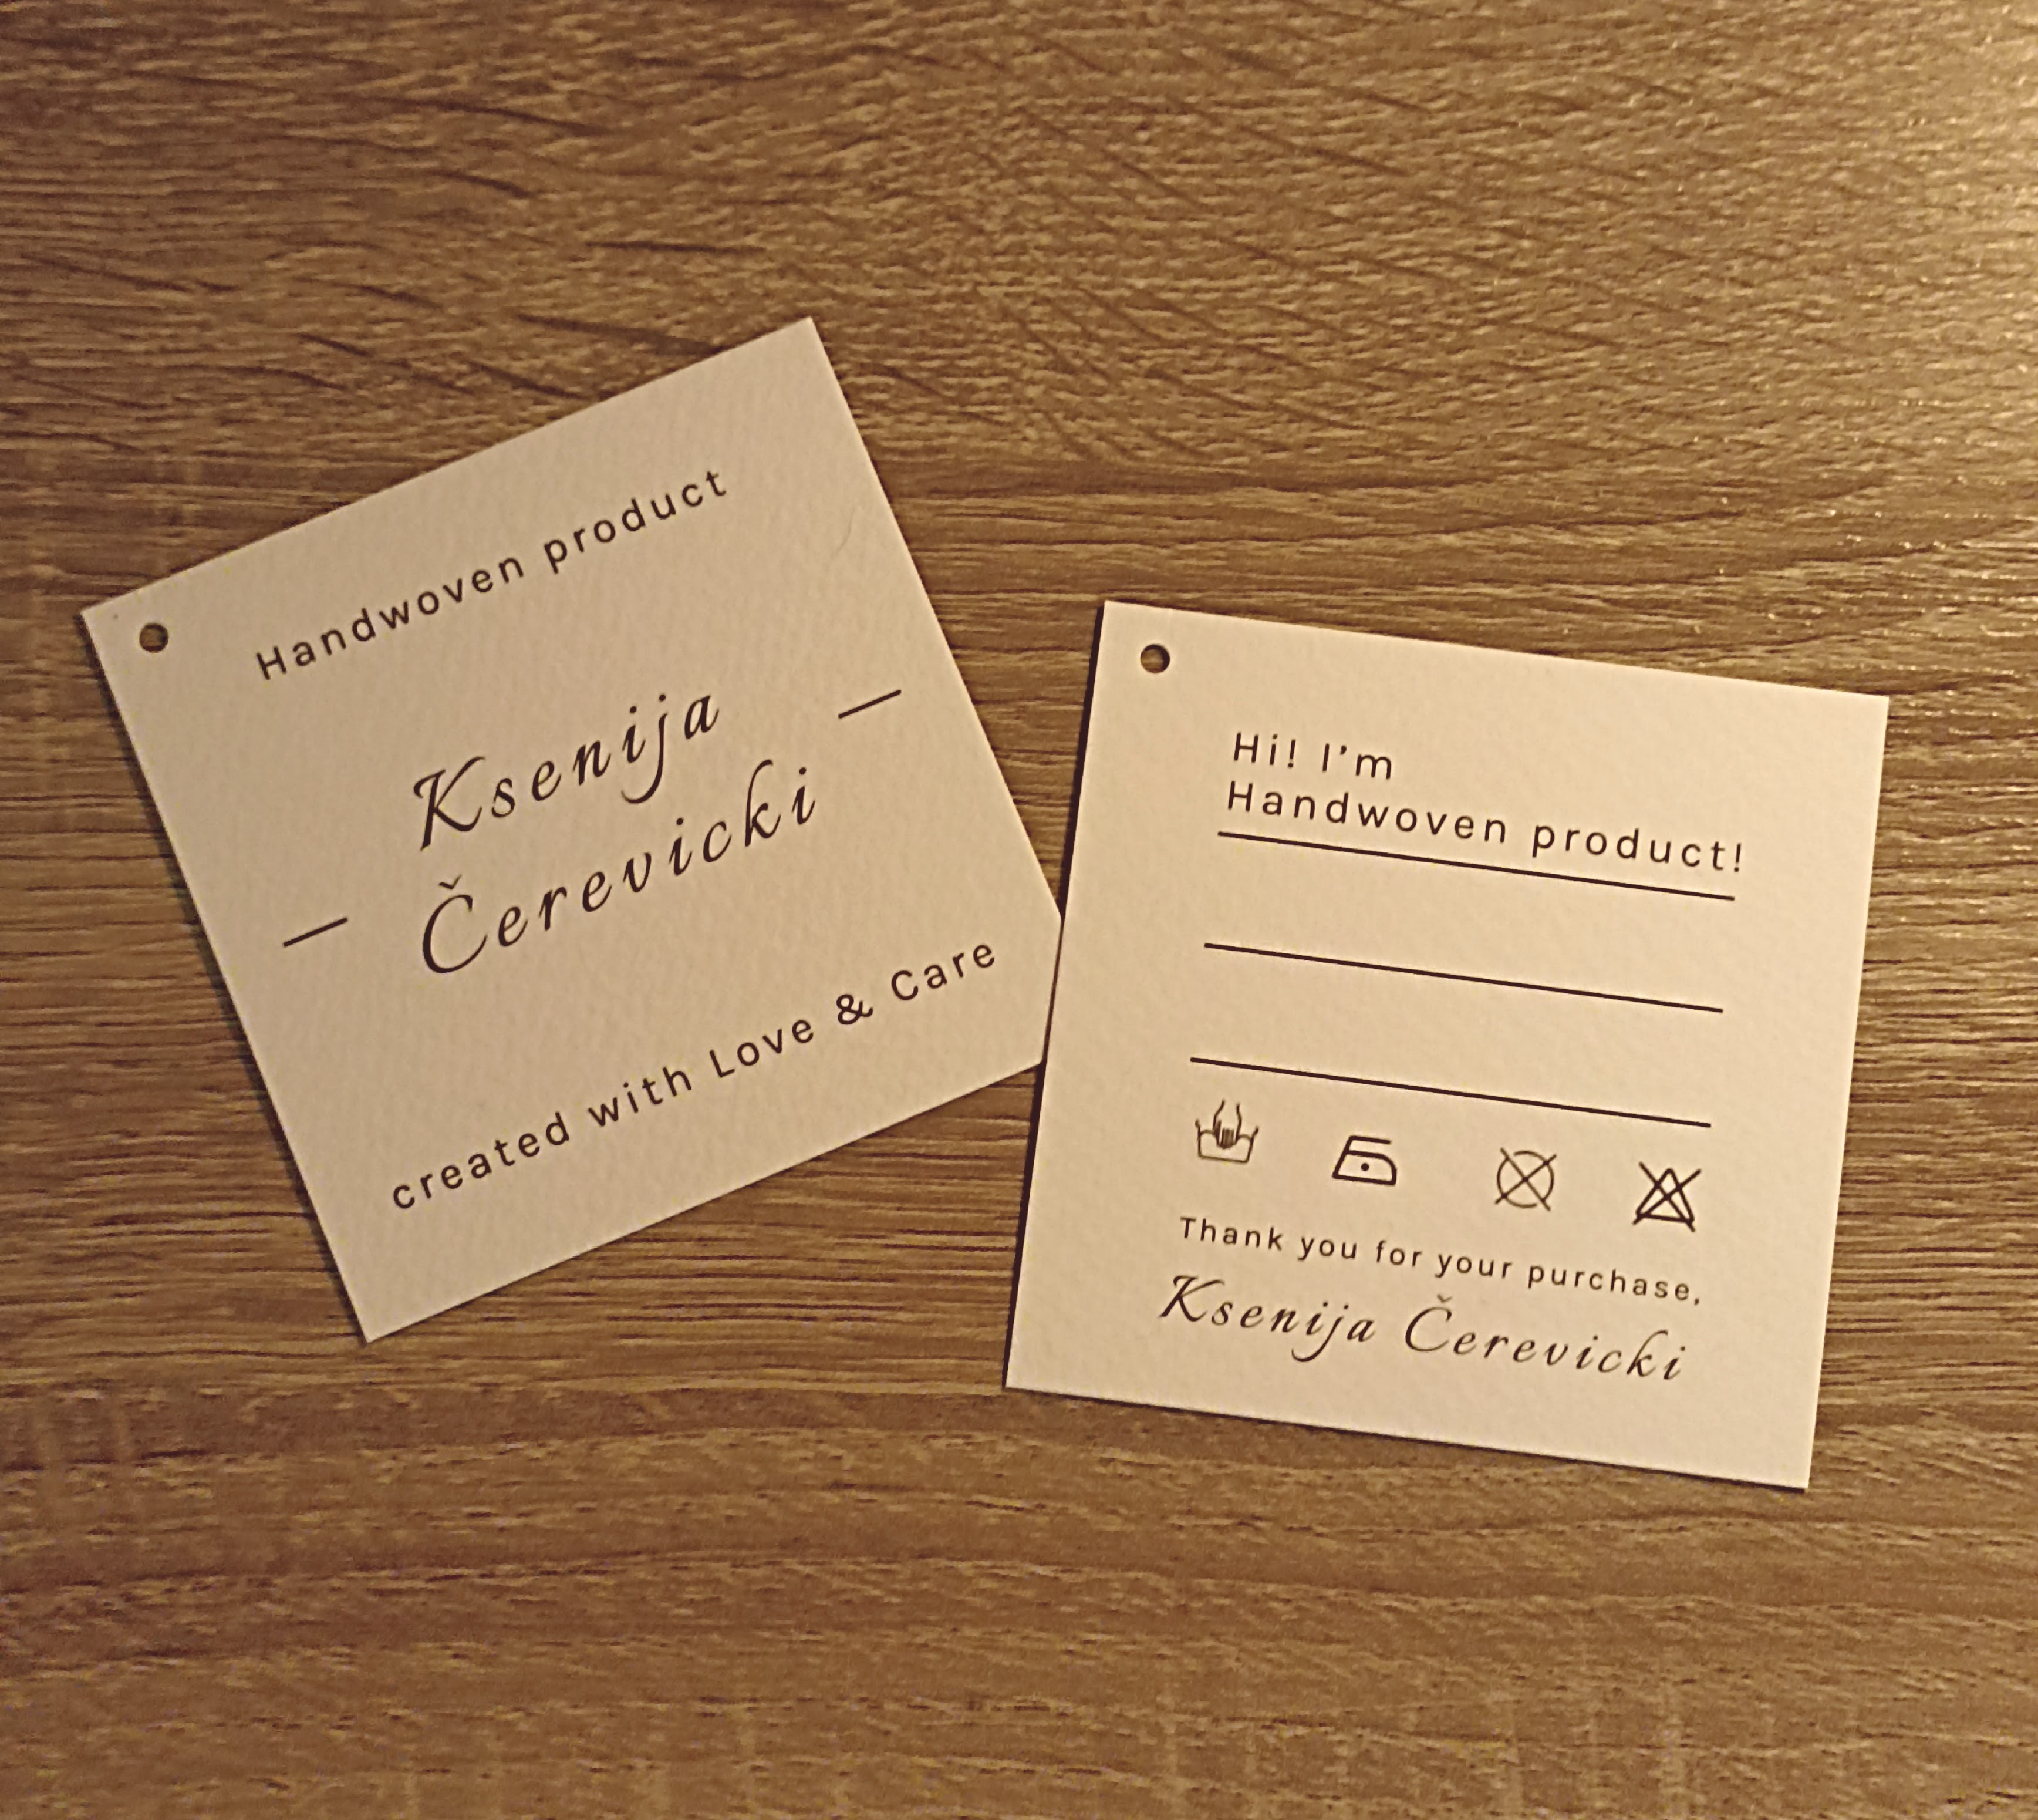 Handwoven product
Ksenija
Čerevicki
created with Love & Care
Hi! I'm
Handwoven product!
Thank you for your purchase,
Ksenija Čerevicki